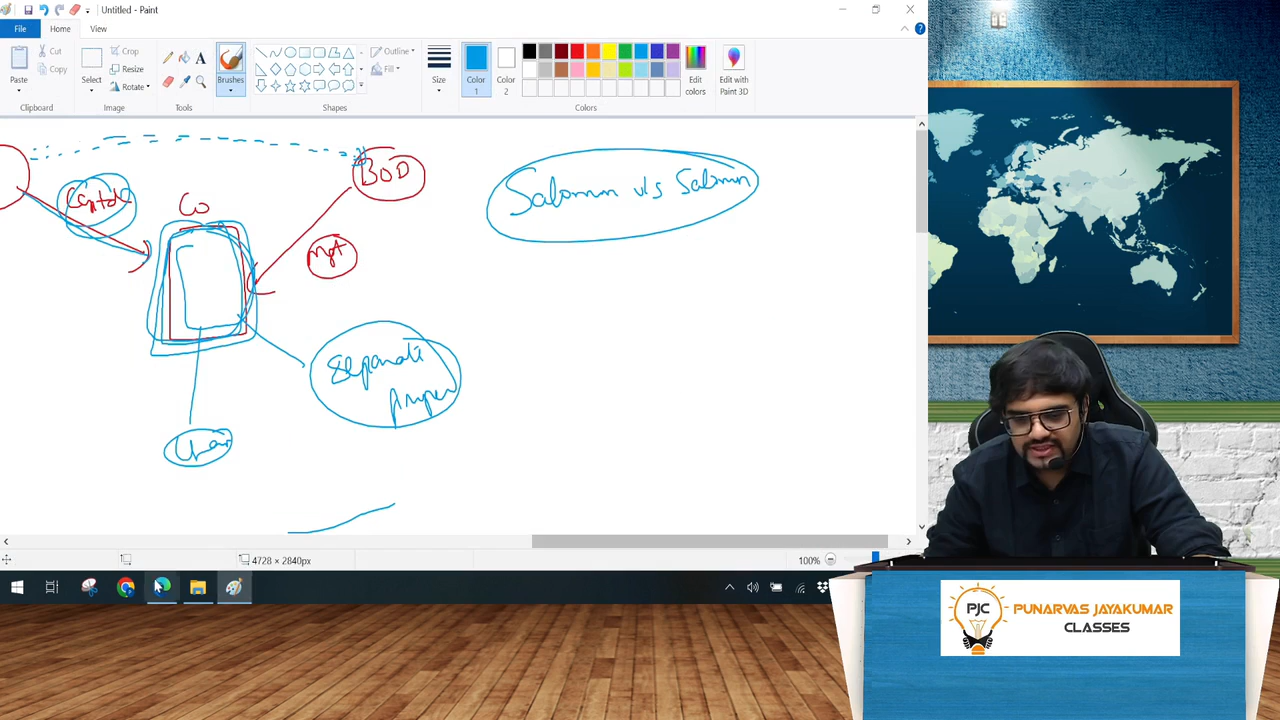 Untitled - Paint
File
Home
View
Paste
Cut
Copy
Clipboard
Select
Crop
Resize
Rotate
Image
A
Tools
Brushes
Outline
Fill
Shapes
Size
Color
1
Color
2
Edit
colors
Edit with
Paint 3D
Colors
BOD
Capital
Co
Mgt
Salomon v/s Salomon
Separate
4728 × 2840px
100%
PJC
PUNARVAS JAYAKUMAR
CLASSES